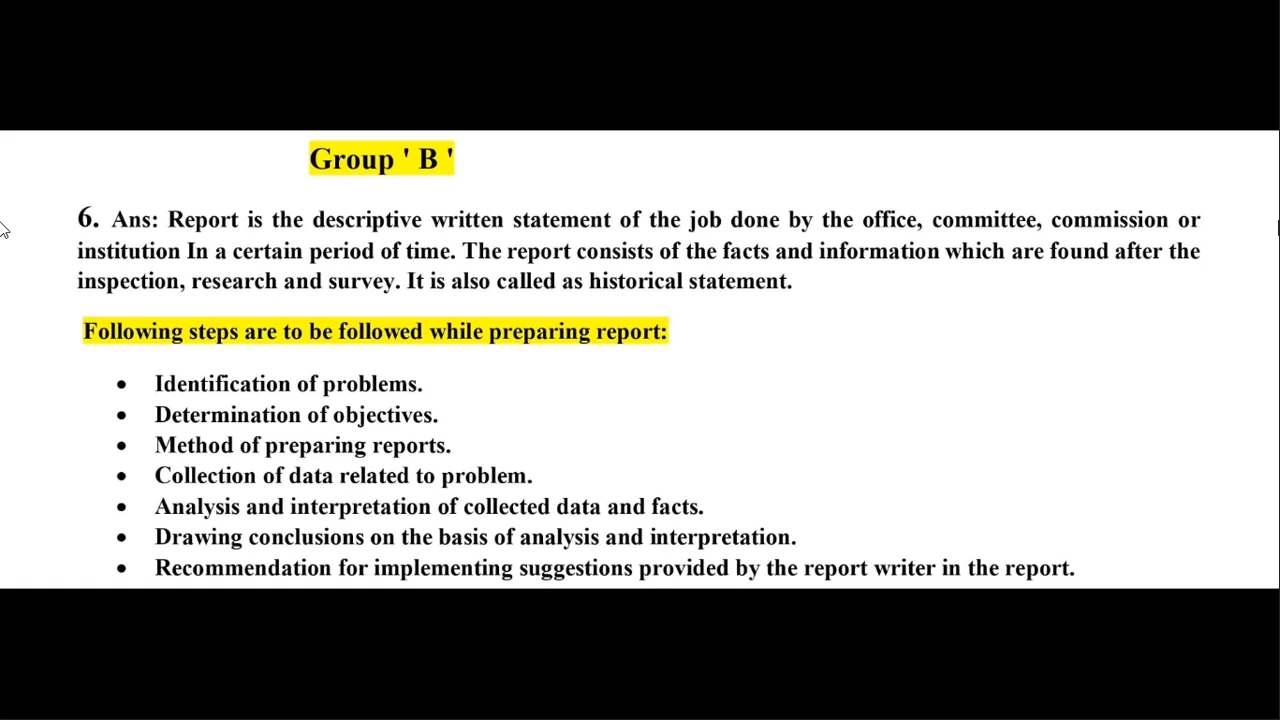 Group ' B '
6. Ans: Report is the descriptive written statement of the job done by the office, committee, commission or
institution In a certain period of time. The report consists of the facts and information which are found after the
inspection, research and survey. It is also called as historical statement.
Following steps are to be followed while preparing report:
• Identification of problems.
• Determination of objectives.
• Method of preparing reports.
• Collection of data related to problem.
• Analysis and interpretation of collected data and facts.
• Drawing conclusions on the basis of analysis and interpretation.
• Recommendation for implementing suggestions provided by the report writer in the report.